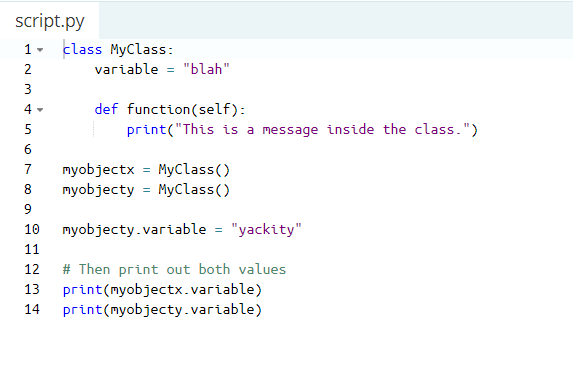 script.py
1 class MyClass:
2     variable = "blah"
3
4     def function(self):
5         print("This is a message inside the class.")
6
7 myobjectx = MyClass()
8 myobjecty = MyClass()
9
10 myobjecty.variable = "yackity"
11
12 # Then print out both values
13 print(myobjectx.variable)
14 print(myobjecty.variable)